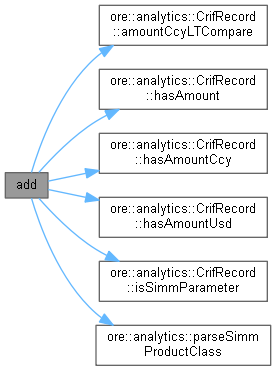 add
ore::analytics::CrifRecord
::amountCcyLTCompare
ore::analytics::CrifRecord
::hasAmount
ore::analytics::CrifRecord
::hasAmountCcy
ore::analytics::CrifRecord
::hasAmountUsd
ore::analytics::CrifRecord
::isSimmParameter
ore::analytics::parseSimm
ProductClass